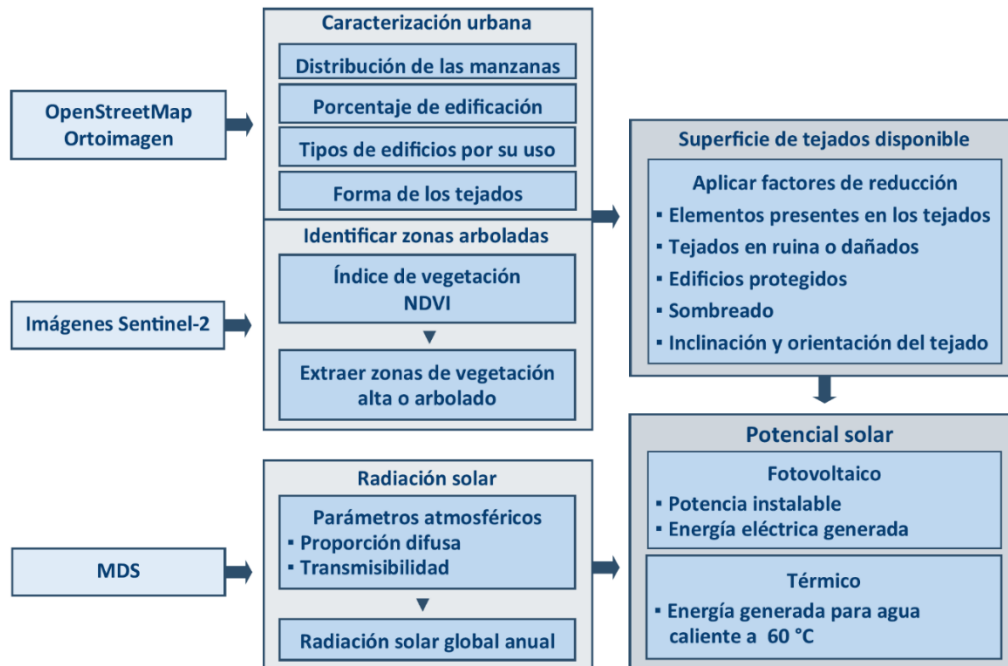 OpenStreetMap
Ortoimagen
Caracterización urbana
Distribución de las manzanas
Porcentaje de edificación
Tipos de edificios por su uso
Forma de los tejados
Imágenes Sentinel-2
Identificar zonas arboladas
Índice de vegetación
NDVI
Extraer zonas de vegetación
alta o arbolado
Superficie de tejados disponible
Aplicar factores de reducción
▪ Elementos presentes en los tejados
▪ Tejados en ruina o dañados
▪ Edificios protegidos
▪ Sombreado
▪ Inclinación y orientación del tejado
MDS
Radiación solar
Parámetros atmosféricos
▪ Proporción difusa
▪ Transmisibilidad
Radiación solar global anual
Potencial solar
Fotovoltaico
▪ Potencia instalable
▪ Energía eléctrica generada
Térmico
▪ Energía generada para agua
caliente a 60 °C